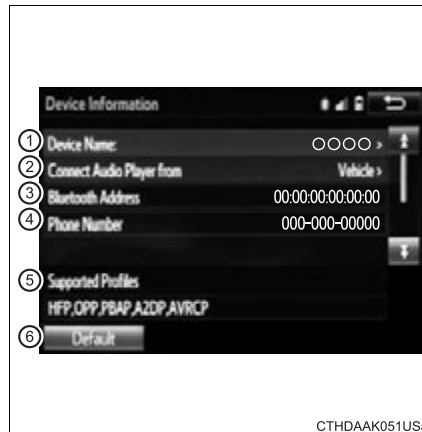 Device Information
① Device Name: ○○○○ >
② Connect Audio Player from Vehicle >
③ Bluetooth Address 00:00:00:00:00:00
④ Phone Number 000-000-00000
⑤ Supported Profiles
HFP,OPP,PBAP,A2DP,AVRCP
⑥ Default
CTHDAAK051US